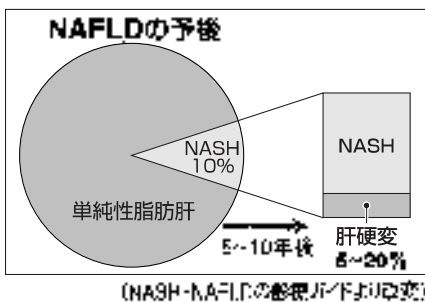 NAFLDの予後
NASH
10%
NASH
単純性脂肪肝
5~10年後
肝硬変
5~20%
(NASH・NAFLDの診療ガイドより改変)